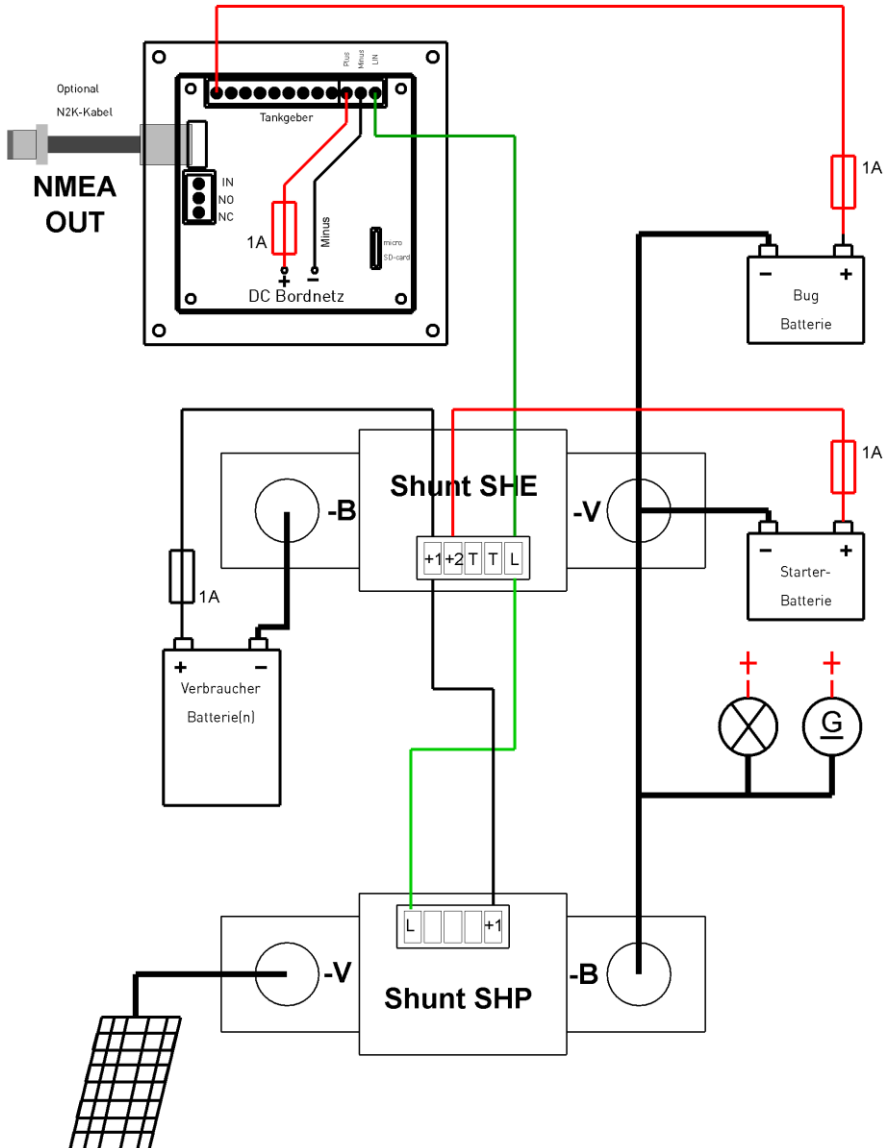 Plus
Minus
LIN
Tankgeber
Optional
N2K-Kabel
NMEA
OUT
IN
NO
NC
1A
Minus
micro
SD-card
+
−
DC Bordnetz
1A
−
+
Bug
Batterie
1A
Shunt SHE
-B
-V
+1
+2
T
T
L
−
+
Starter-
Batterie
1A
+
−
Verbraucher
Batterie(n)
+
+
G
L
+1
-V
-B
Shunt SHP